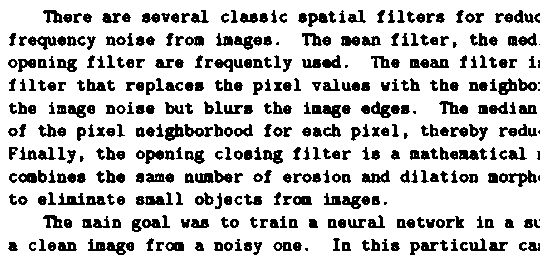 There are several classic spatial filters for reduc
frequency noise from images. The mean filter, the med
opening filter are frequently used. The mean filter i
filter that replaces the pixel values with the neighbo
the image noise but blurs the image edges. The median
of the pixel neighborhood for each pixel, thereby redu
Finally, the opening closing filter is a mathematical
combines the same number of erosion and dilation morph
to eliminate small objects from images.
The main goal was to train a neural network in a su
a clean image from a noisy one. In this particular ca